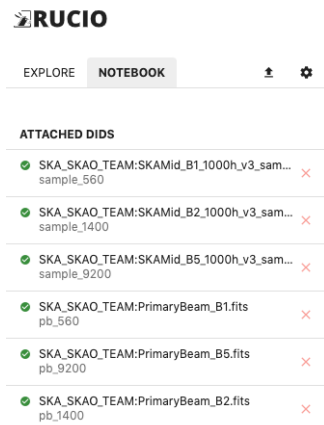 RUCIO
EXPLORE NOTEBOOK
ATTACHED DIDS
SKA_SKAO_TEAM:SKAMid_B1_1000h_v3_sam...
sample_560
SKA_SKAO_TEAM:SKAMid_B2_1000h_v3_sam...
sample_1400
SKA_SKAO_TEAM:SKAMid_B5_1000h_v3_sam...
sample_9200
SKA_SKAO_TEAM:PrimaryBeam_B1.fits
pb_560
SKA_SKAO_TEAM:PrimaryBeam_B5.fits
pb_9200
SKA_SKAO_TEAM:PrimaryBeam_B2.fits
pb_1400